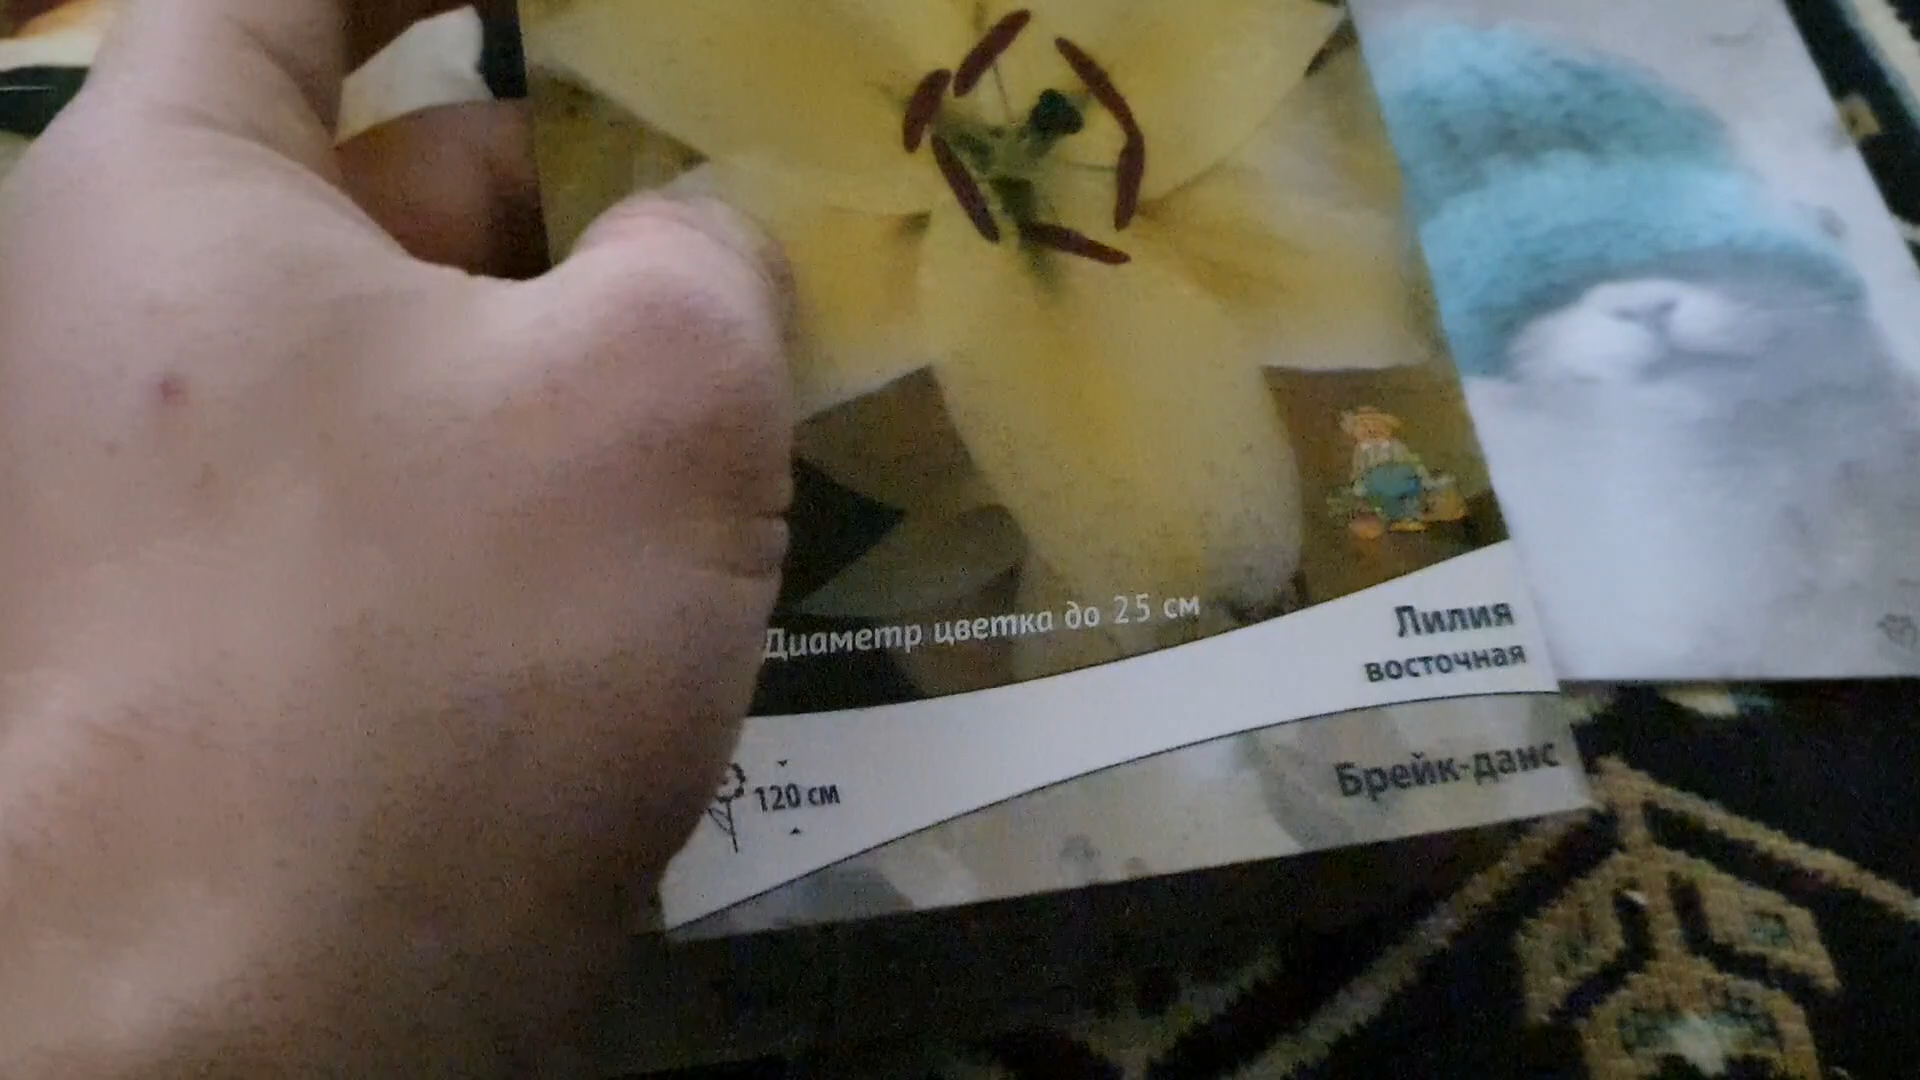 Диаметр цветка до 25 см
Лилия
восточная
120 см
Брейк-данс